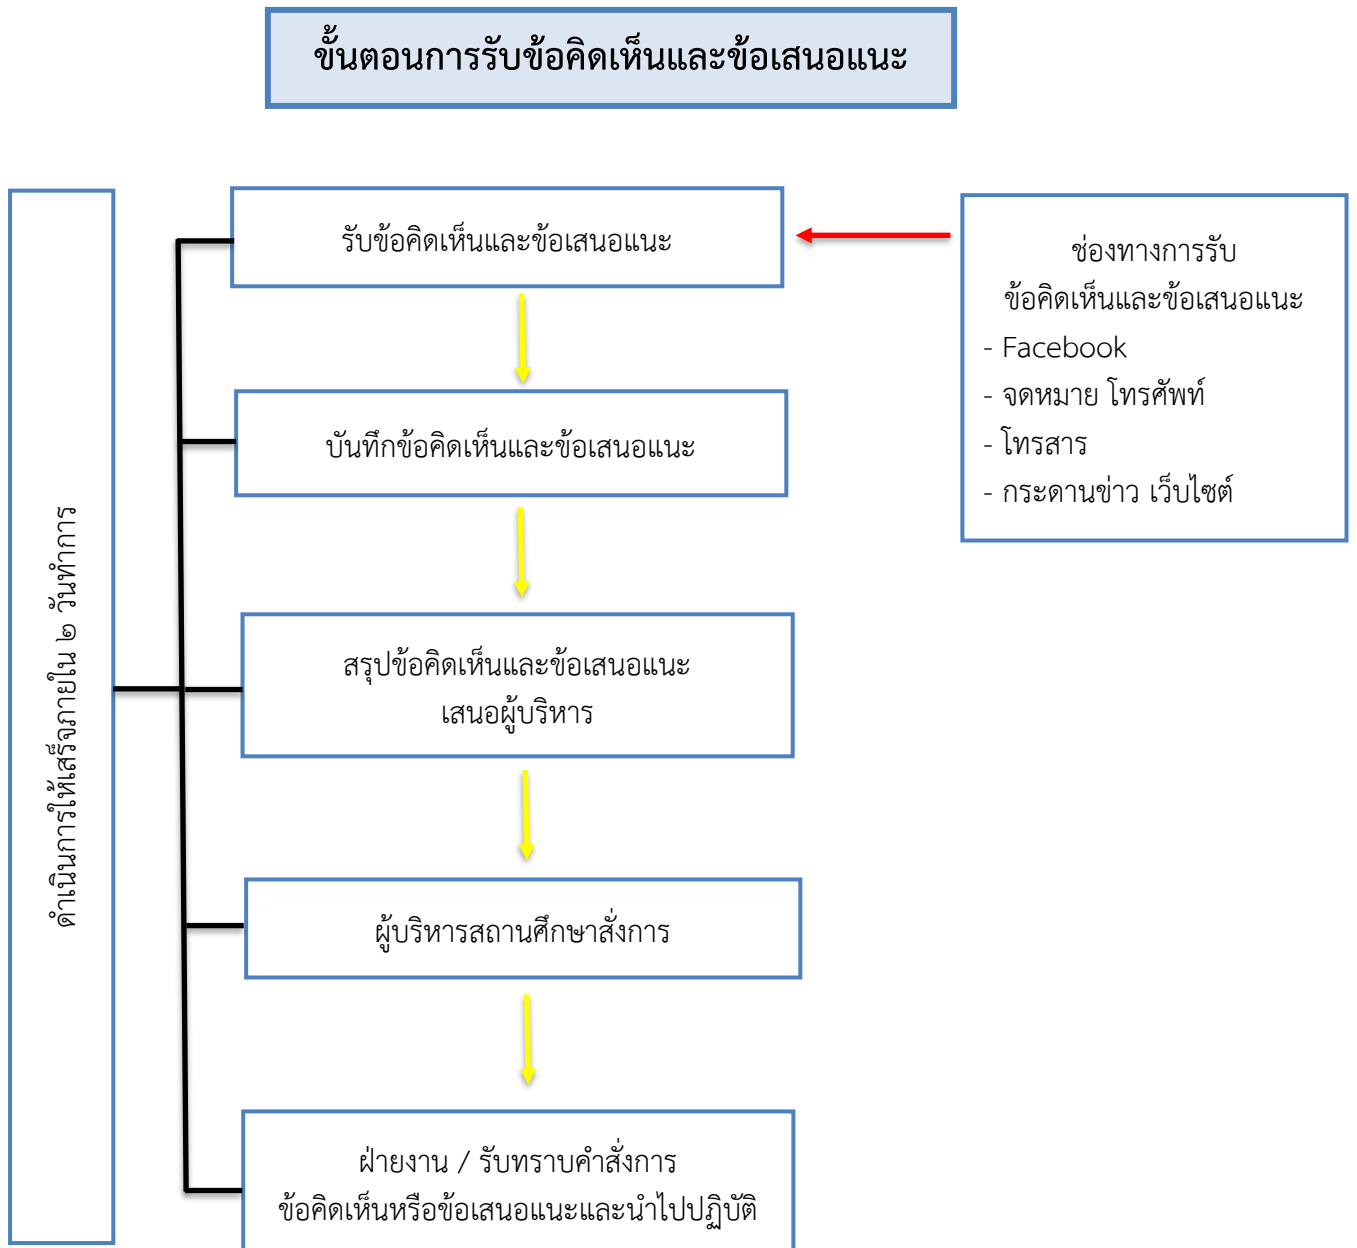 ขั้นตอนการรับข้อคิดเห็นและข้อเสนอแนะ
รับข้อคิดเห็นและข้อเสนอแนะ
ช่องทางการรับ
ข้อคิดเห็นและข้อเสนอแนะ
- Facebook
- จดหมาย โทรศัพท์
- โทรสาร
- กระดานข่าว เว็บไซต์
บันทึกข้อคิดเห็นและข้อเสนอแนะ
สรุปข้อคิดเห็นและข้อเสนอแนะ
เสนอผู้บริหาร
ผู้บริหารสถานศึกษาสั่งการ
ฝ่ายงาน / รับทราบคำสั่งการ
ข้อคิดเห็นหรือข้อเสนอแนะและนำไปปฏิบัติ
ดำเนินการให้เสร็จภายใน ๒ วันทำการ